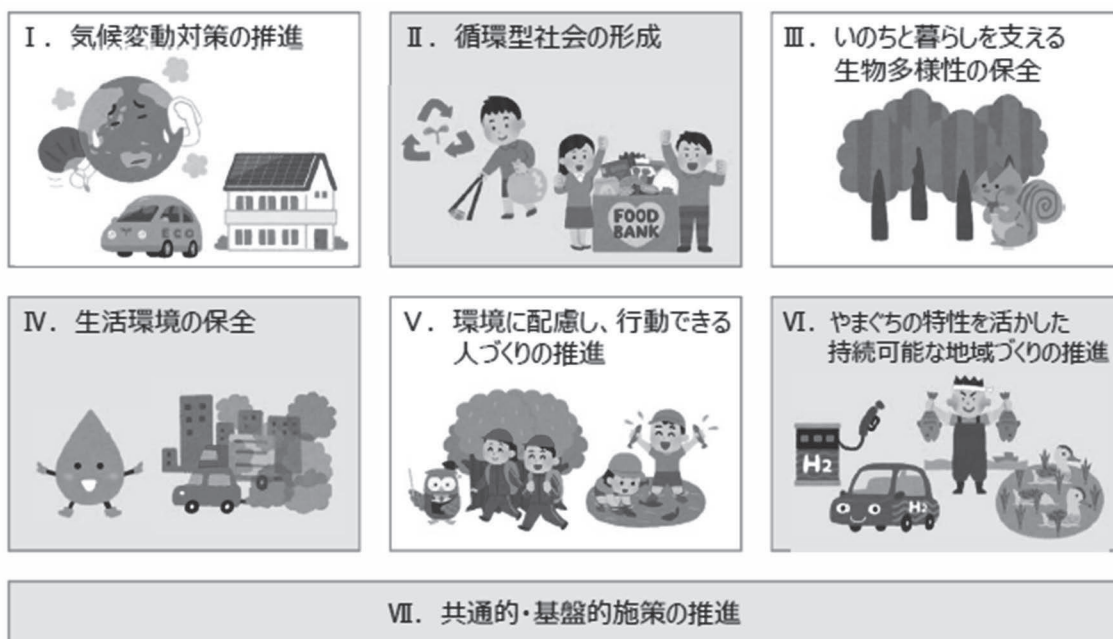 Ⅰ．気候変動対策の推進
ECO
Ⅱ．循環型社会の形成
FOOD
BANK
Ⅲ．いのちと暮らしを支える
生物多様性の保全
Ⅳ．生活環境の保全
Ⅴ．環境に配慮し、行動できる
人づくりの推進
Ⅵ．やまぐちの特性を活かした
持続可能な地域づくりの推進
H2
H2
Ⅶ．共通的・基盤的施策の推進